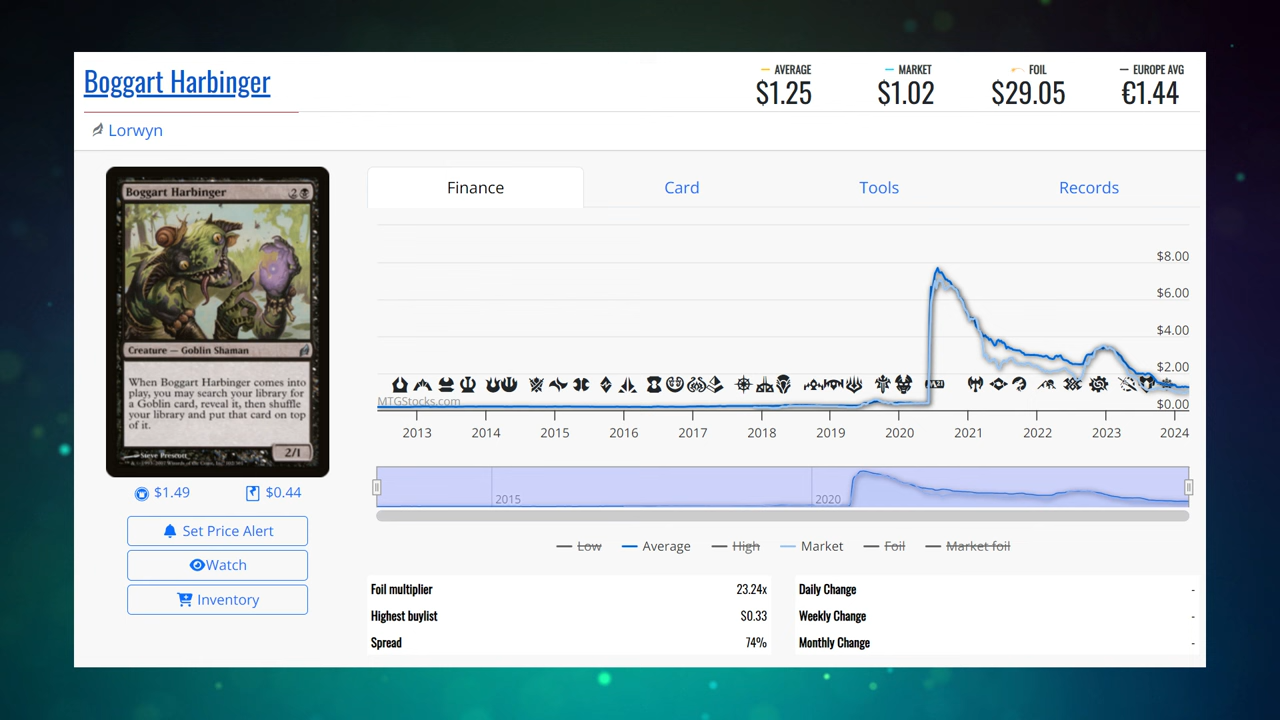 Boggart Harbinger
AVERAGE
$1.25
MARKET
$1.02
FOIL
$29.05
EUROPE AVG
€1.44
Lorwyn
Boggart Harbinger 2
When Boggart Harbinger comes into
play, you may search your library for
a Goblin card, reveal it, then shuffle
your library and put that card on top
of it.
Creature — Goblin Shaman
Steve Prescott
2/1
$1.49
$0.44
Set Price Alert
Watch
Inventory
Finance
Card
Tools
Records
$8.00
$6.00
$4.00
$2.00
$0.00
MTGStocks.com
2013 2014 2015 2016 2017 2018 2019 2020 2021 2022 2023 2024
2015 2020
Low Average High Market Foil Market foil
Foil multiplier 23.24x
Highest buylist $0.33
Spread 74%
Daily Change -
Weekly Change -
Monthly Change -